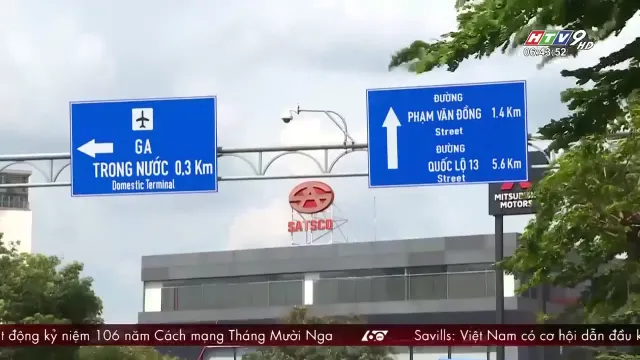 HTV9 HD
06:43:52
GA
TRONG NƯỚC 0,3 Km
Domestic Terminal
ĐƯỜNG
PHẠM VĂN ĐỒNG 1.4 Km
Street
ĐƯỜNG
QUỐC LỘ 13 5.6 Km
Street
SATSCO
MITSUBISHI
MOTORS
t động kỷ niệm 106 năm Cách mạng Tháng Mười Nga
60
Savills: Việt Nam có cơ hội dẫn đầu k